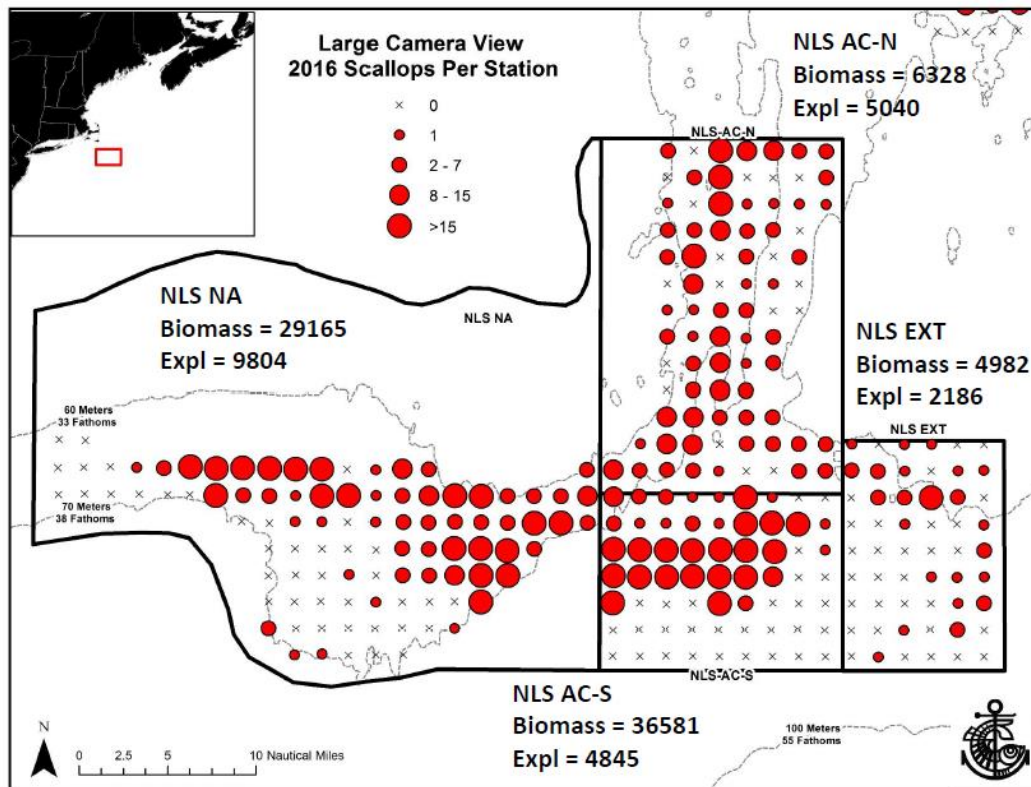 Large Camera View
2016 Scallops Per Station
0
1
2 - 7
8 - 15
>15
NLS AC-N
Biomass = 6328
Expl = 5040
NLS-AC-N
NLS NA
Biomass = 29165
Expl = 9804
NLS NA
NLS EXT
Biomass = 4982
Expl = 2186
NLS EXT
60 Meters
33 Fathoms
70 Meters
38 Fathoms
NLS-AC-S
NLS AC-S
Biomass = 36581
Expl = 4845
100 Meters
55 Fathoms
N
0 2.5 5 10 Nautical Miles